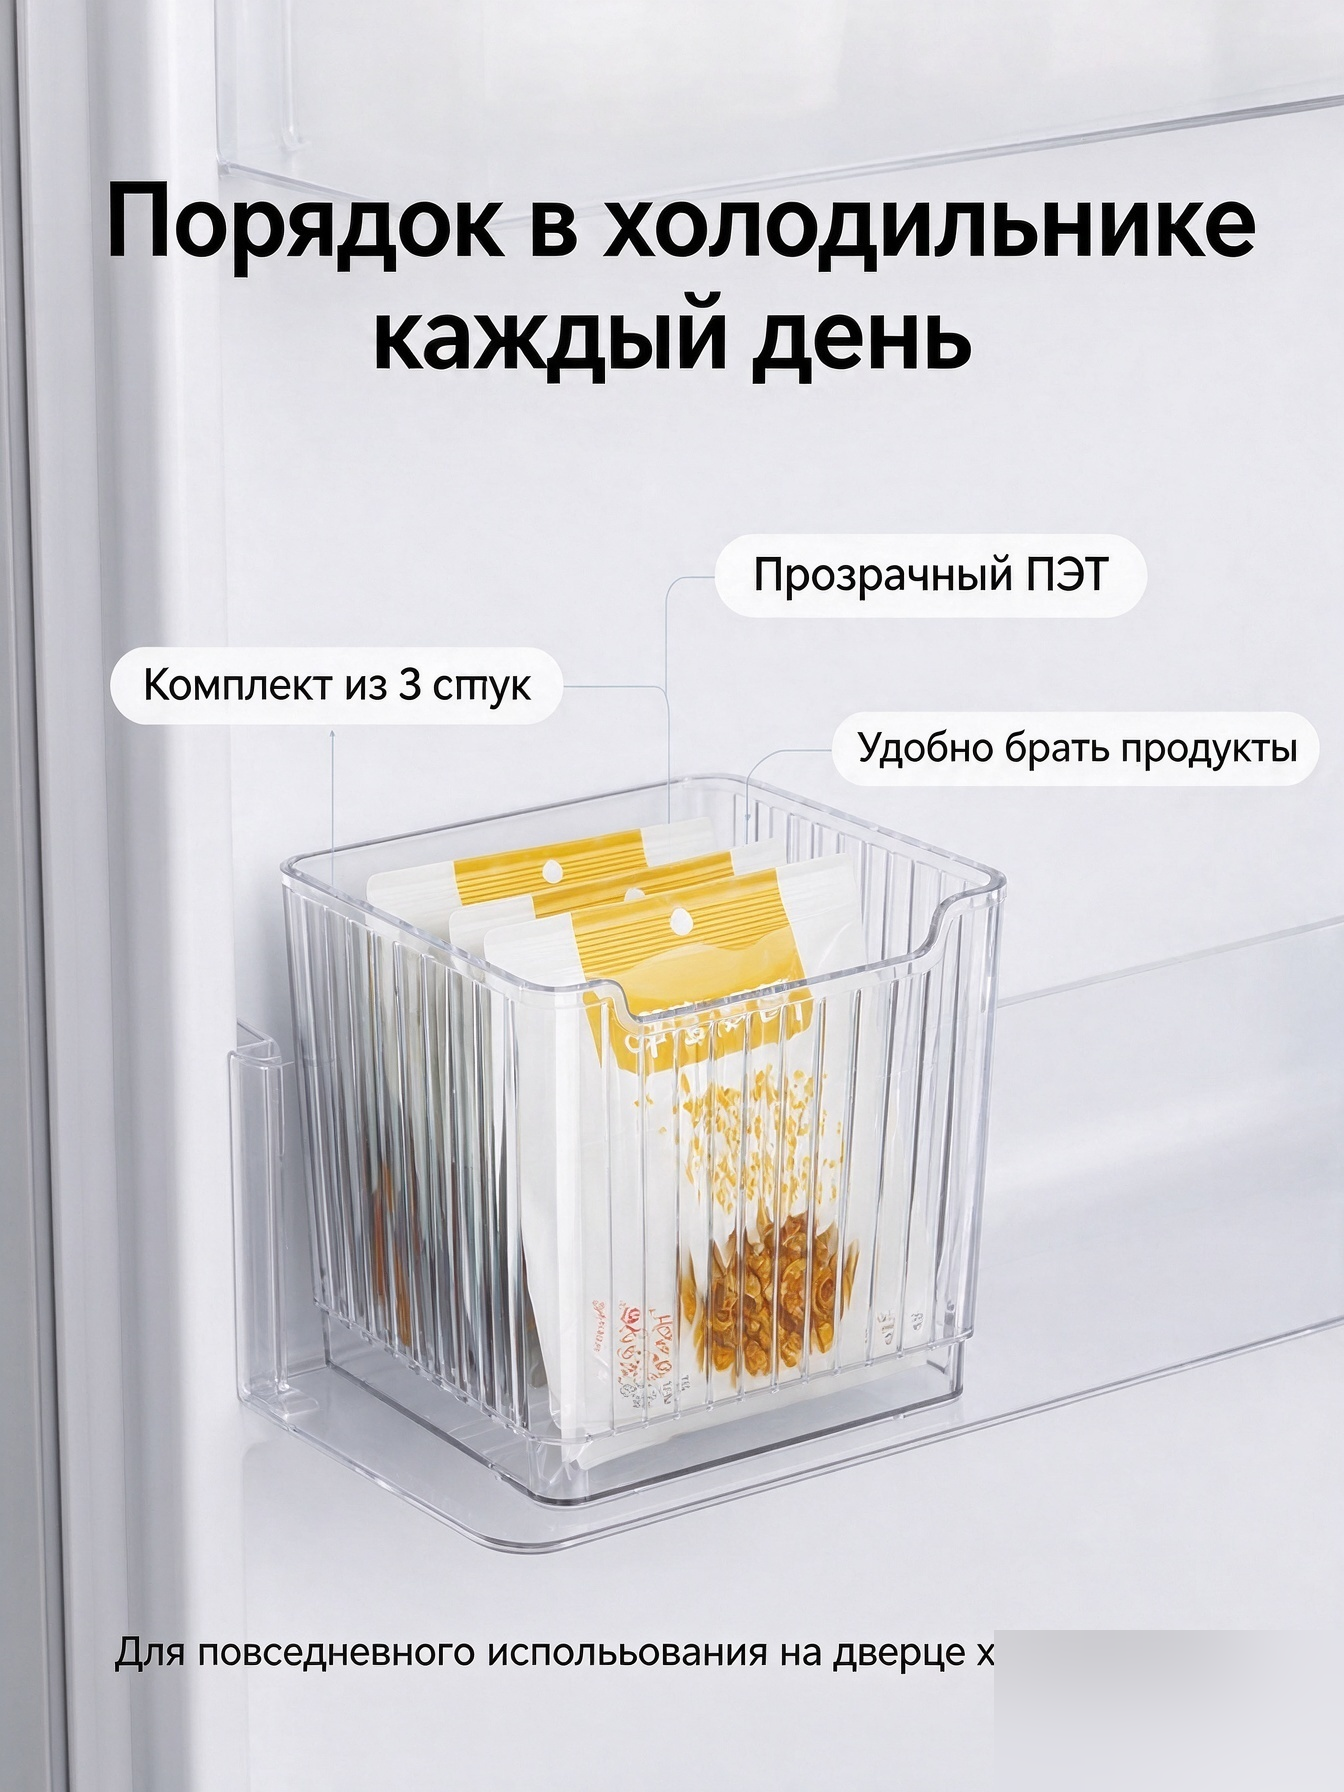 Порядок в холодильнике
каждый день
Прозрачный ПЭТ
Комплект из 3 стук
Удобно брать продукты
Для повседневного исполььования на дверце х